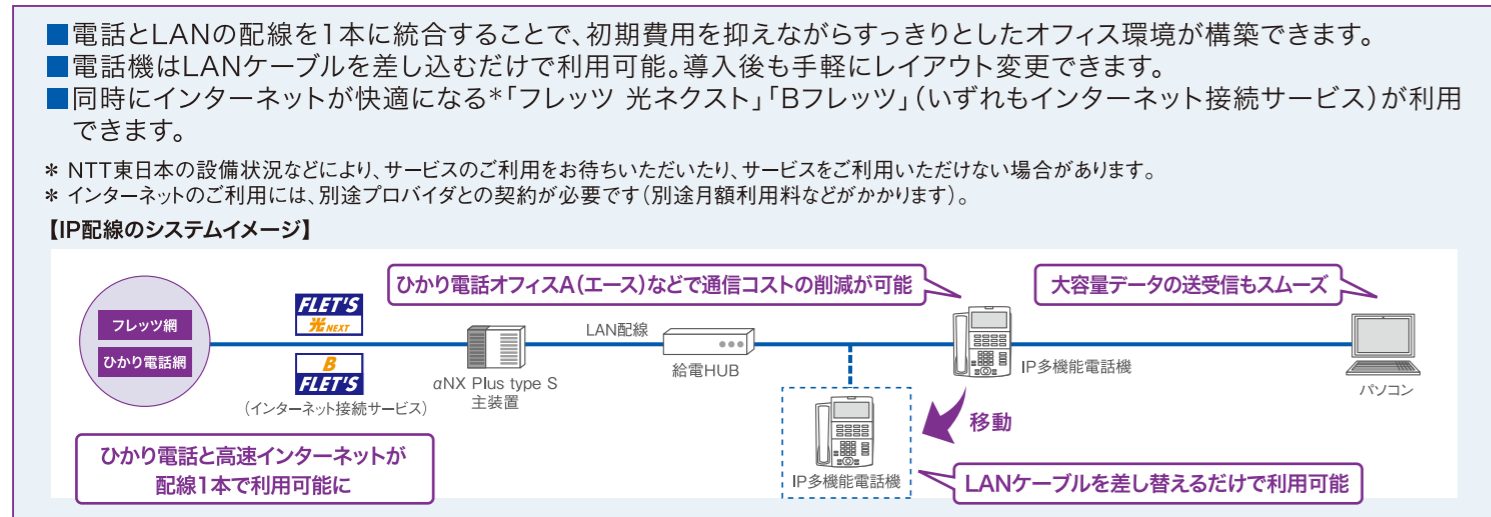 ■電話とLANの配線を1本に統合することで、初期費用を抑えながらすっきりとしたオフィス環境が構築できます。
■電話機はLANケーブルを差し込むだけで利用可能。導入後も手軽にレイアウト変更できます。
■同時にインターネットが快適になる*「フレッツ 光ネクスト」「Bフレッツ」(いずれもインターネット接続サービス)が利用
できます。
* NTT東日本の設備状況などにより、サービスのご利用をお待ちいただいたり、サービスをご利用いただけない場合があります。
* インターネットのご利用には、別途プロバイダとの契約が必要です(別途月額利用料などがかかります)。
【IP配線のシステムイメージ】
ひかり電話オフィスA(エース)などで通信コストの削減が可能
大容量データの送受信もスムーズ
フレッツ網
ひかり電話網
FLET'S
光NEXT
B
FLET'S
(インターネット接続サービス)
αNX Plus type S
主装置
LAN配線
給電HUB
IP多機能電話機
パソコン
移動
IP多機能電話機
ひかり電話と高速インターネットが
配線1本で利用可能に
LANケーブルを差し替えるだけで利用可能